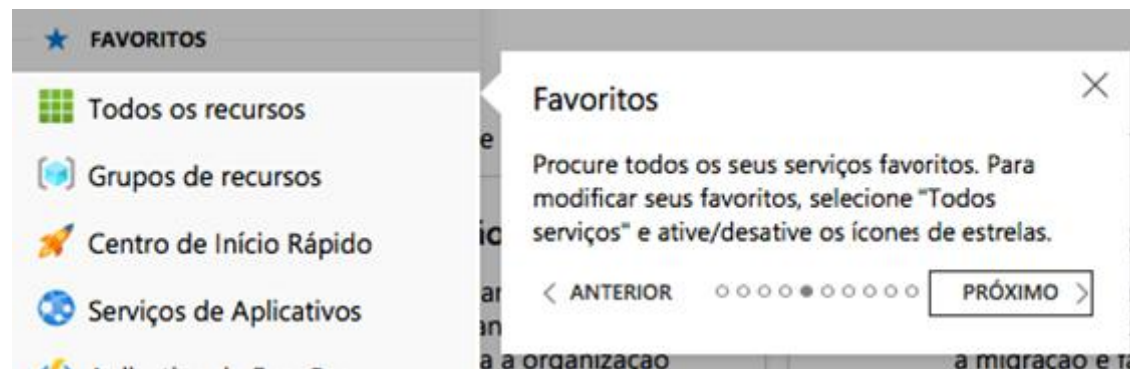 FAVORITOS
Todos os recursos
Grupos de recursos
Centro de Início Rápido
Serviços de Aplicativos
Favoritos
Procure todos os seus serviços favoritos. Para
modificar seus favoritos, selecione "Todos
serviços" e ative/desative os ícones de estrelas.
ANTERIOR
PRÓXIMO
a a organização
a migração e fa